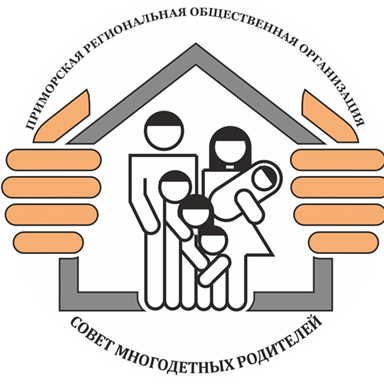 ПРИМОРСКАЯ РЕГИОНАЛЬНАЯ ОБЩЕСТВЕННАЯ ОРГАНИЗАЦИЯ
СОВЕТ МНОГОДЕТНЫХ РОДИТЕЛЕЙ